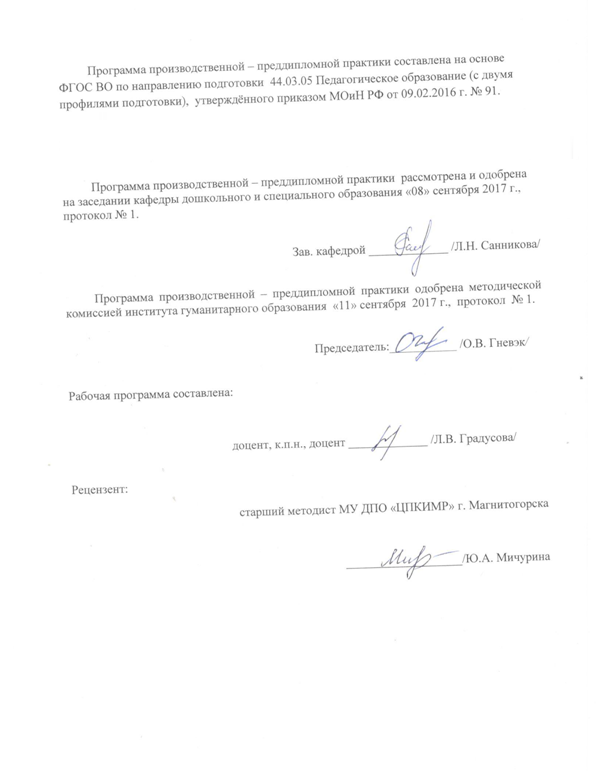 Программа производственной – преддипломной практики составлена на основе
ФГОС ВО по направлению подготовки 44.03.05 Педагогическое образование (с двумя
профилями подготовки), утверждённого приказом МОиН РФ от 09.02.2016 г. № 91.
Программа производственной – преддипломной практики рассмотрена и одобрена
на заседании кафедры дошкольного и специального образования «08» сентября 2017 г.,
протокол № 1.
Зав. кафедрой ______________ /Л.Н. Санникова/
Программа производственной – преддипломной практики одобрена методической
комиссией института гуманитарного образования «11» сентября 2017 г., протокол № 1.
Председатель:____________ /О.В. Гневэк/
Рабочая программа составлена:
доцент, к.п.н., доцент ______________ /Л.В. Градусова/
Рецензент:
старший методист МУ ДПО «ЦПКИМР» г. Магнитогорска
____________________/Ю.А. Мичурина